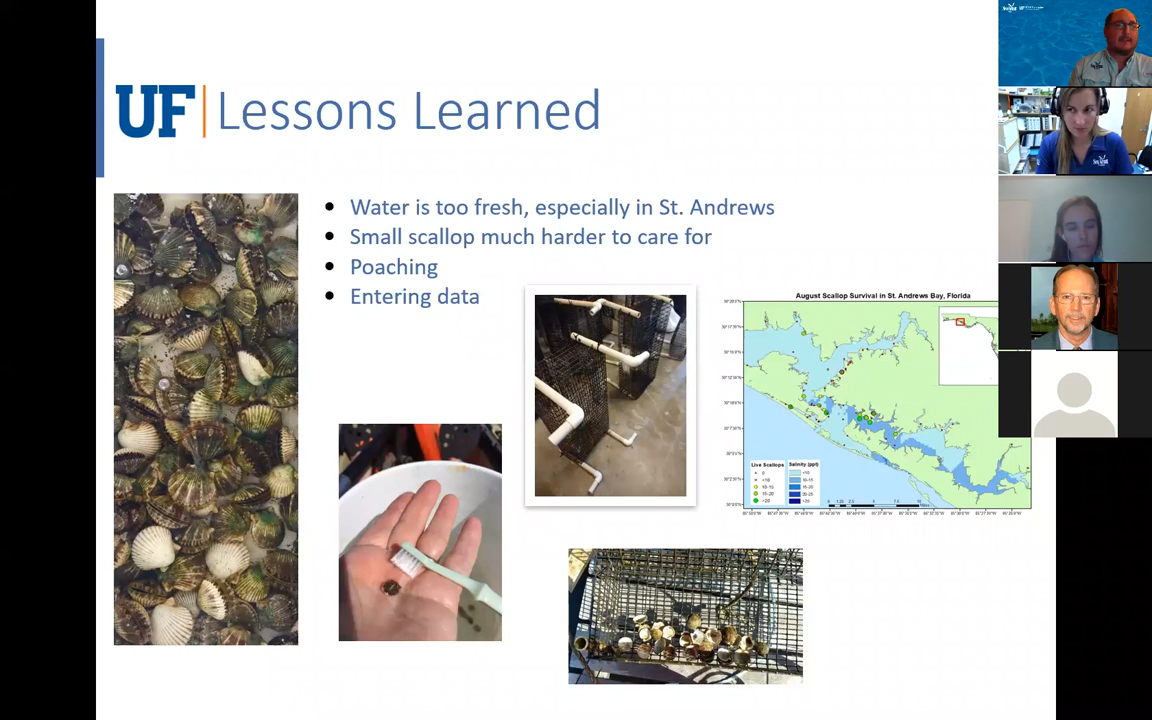 UF Lessons Learned
Water is too fresh, especially in St. Andrews
Small scallop much harder to care for
Poaching
Entering data
August Scallop Survival in St. Andrews Bay, Florida
Live Scallops
Salinity (ppt)